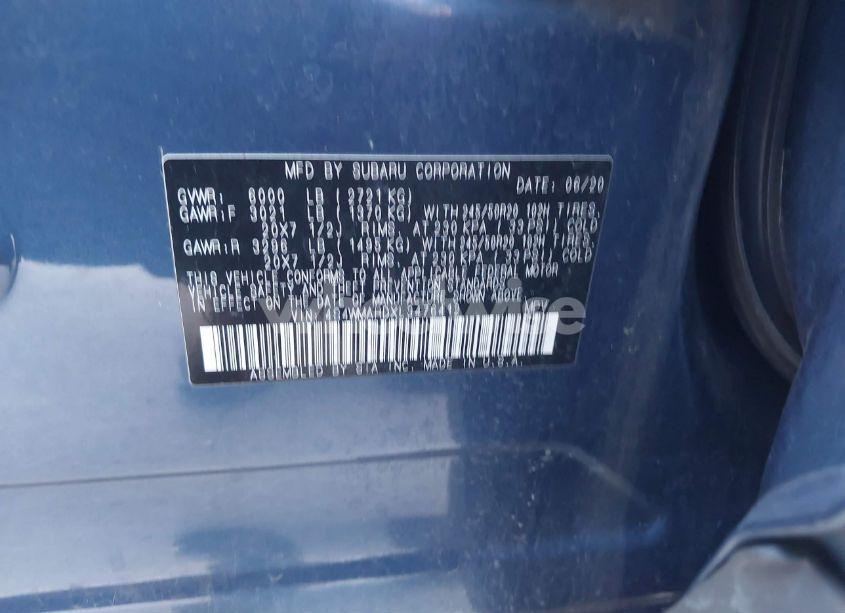 MFD BY SUBARU CORPORATION
DATE: 06/20
GVWR: 6000 LB (2721 KG)
GAWR:F 3021 LB (1370 KG) WITH 245/50R20 102H TIRES,
20X7 1/2J RIMS, AT 230 KPA (33 PSI) COLD
GAWR:R 3296 LB (1495 KG) WITH 245/50R20 102H TIRES,
20X7 1/2J RIMS, AT 230 KPA (33 PSI) COLD
THIS VEHICLE CONFORMS TO ALL APPLICABLE FEDERAL MOTOR
VEHICLE SAFETY AND THEFT PREVENTION STANDARDS
IN EFFECT ON THE DATE OF MANUFACTURE SHOWN ABOVE.
VIN:
wheelwise
ASSEMBLED BY SIA, INC. MADE IN U.S.A.